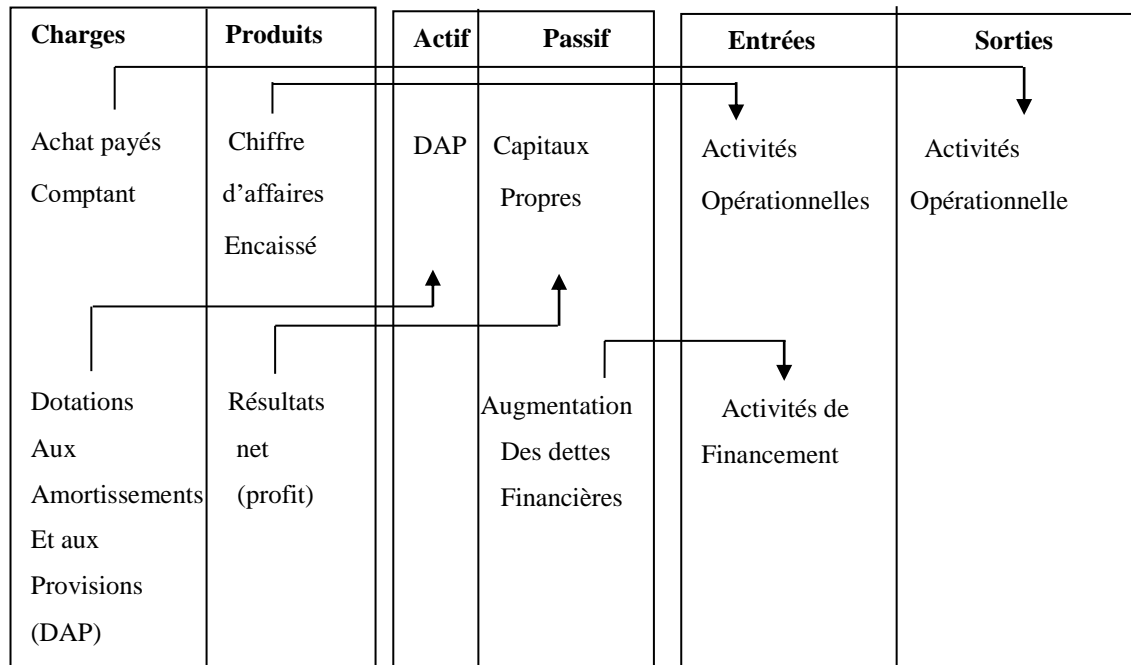 Charges Produits Actif Passif Entrées Sorties
Achat payés Chiffre DAP Capitaux Activités Activités
Comptant d’affaires Propres Opérationnelles Opérationnelle
Encaissé
Dotations Résultats Augmentation Activités de
Aux net Des dettes Financement
Amortissements (profit) Financières
Et aux
Provisions
(DAP)